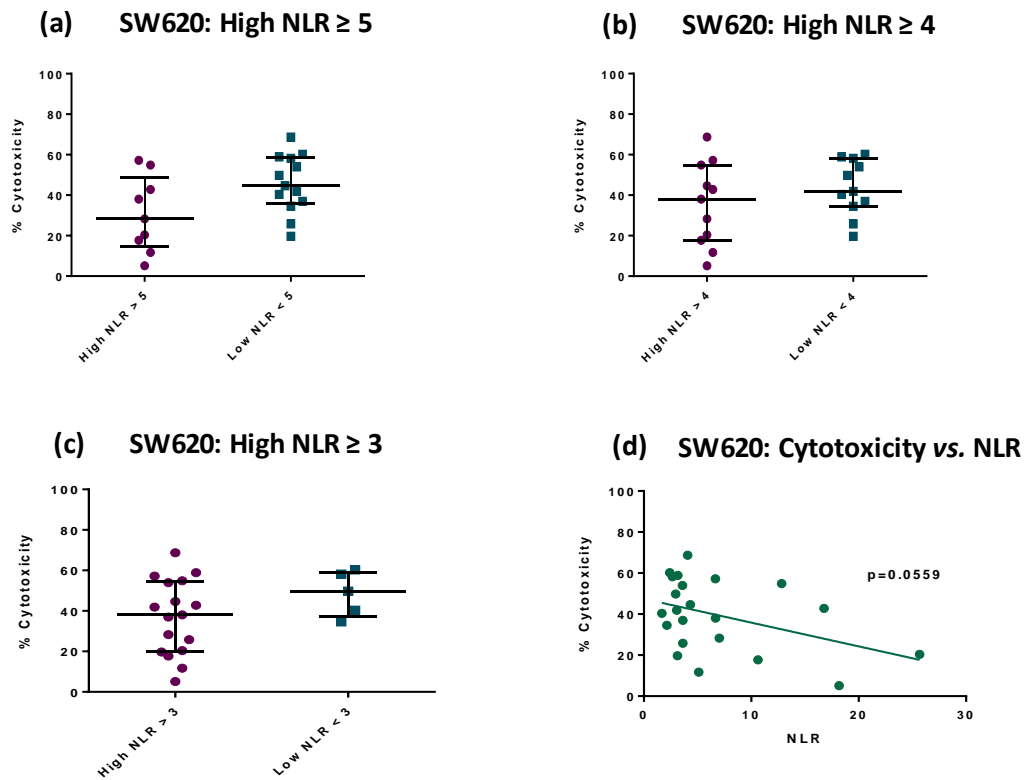 (a) SW620: High NLR ≥ 5
% Cytotoxicity
100
80
60
40
20
0
High NLR > 5
Low NLR < 5
(b) SW620: High NLR ≥ 4
% Cytotoxicity
100
80
60
40
20
0
High NLR > 4
Low NLR < 4
(c) SW620: High NLR ≥ 3
% Cytotoxicity
100
80
60
40
20
0
High NLR > 3
Low NLR < 3
(d) SW620: Cytotoxicity vs. NLR
% Cytotoxicity
100
80
60
40
20
0
p=0.0559
0 10 20 30
NLR